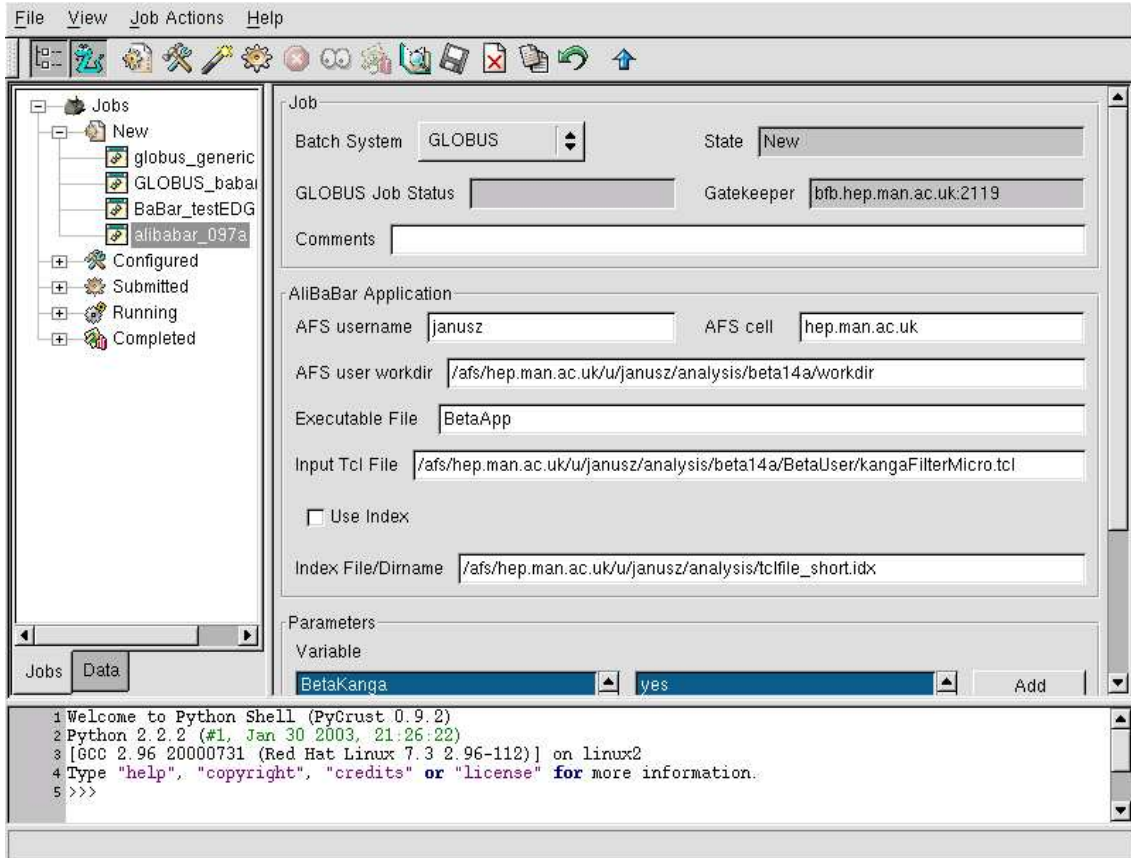 File View Job Actions Help
Jobs
New
globus_generic
GLOBUS_babar
BaBar_testEDG
alibabar_097a
Configured
Submitted
Running
Completed
Jobs Data
Job
Batch System GLOBUS State New
GLOBUS Job Status Gatekeeper bfb.hep.man.ac.uk:2119
Comments
AliBaBar Application
AFS username janusz AFS cell hep.man.ac.uk
AFS user workdir /afs/hep.man.ac.uk/u/janusz/analysis/beta14a/workdir
Executable File BetaApp
Input Tcl File /afs/hep.man.ac.uk/u/janusz/analysis/beta14a/BetaUser/kangaFilterMicro.tcl
Use Index
Index File/Dirname /afs/hep.man.ac.uk/u/janusz/analysis/tclfile_short.idx
Parameters
Variable
BetaKanga yes Add
1 Welcome to Python Shell (PyCrust 0.9.2)
2 Python 2.2.2 (#1, Jan 30 2003, 21:26:22)
3 [GCC 2.96 20000731 (Red Hat Linux 7.3 2.96-112)] on linux2
4 Type "help", "copyright", "credits" or "license" for more information.
5 >>>